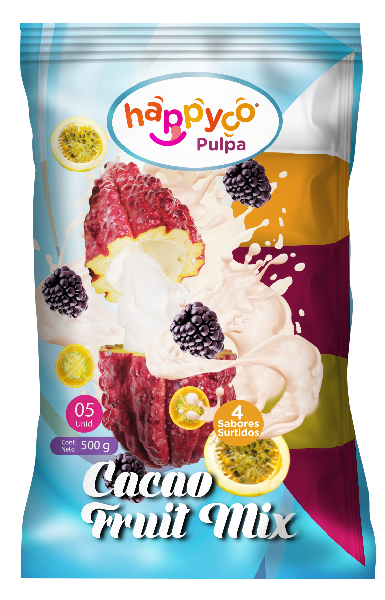 happyco®
Pulpa
05
Unid.
Cont.
Neto 500 g
4
Sabores
Surtidos
Cacao
Fruit Mix